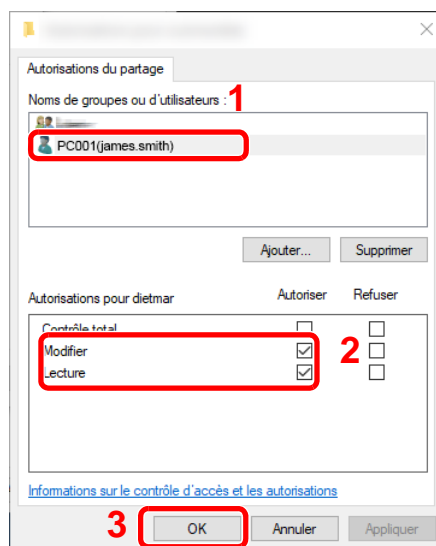 Autorisations du partage
Noms de groupes ou d'utilisateurs : 1
PC001(james.smith)
Ajouter... Supprimer
Autorisations pour dietmar Autoriser Refuser
Contrôle total
Modifier 2
Lecture
Informations sur le contrôle d'accès et les autorisations
3 OK Annuler Appliquer